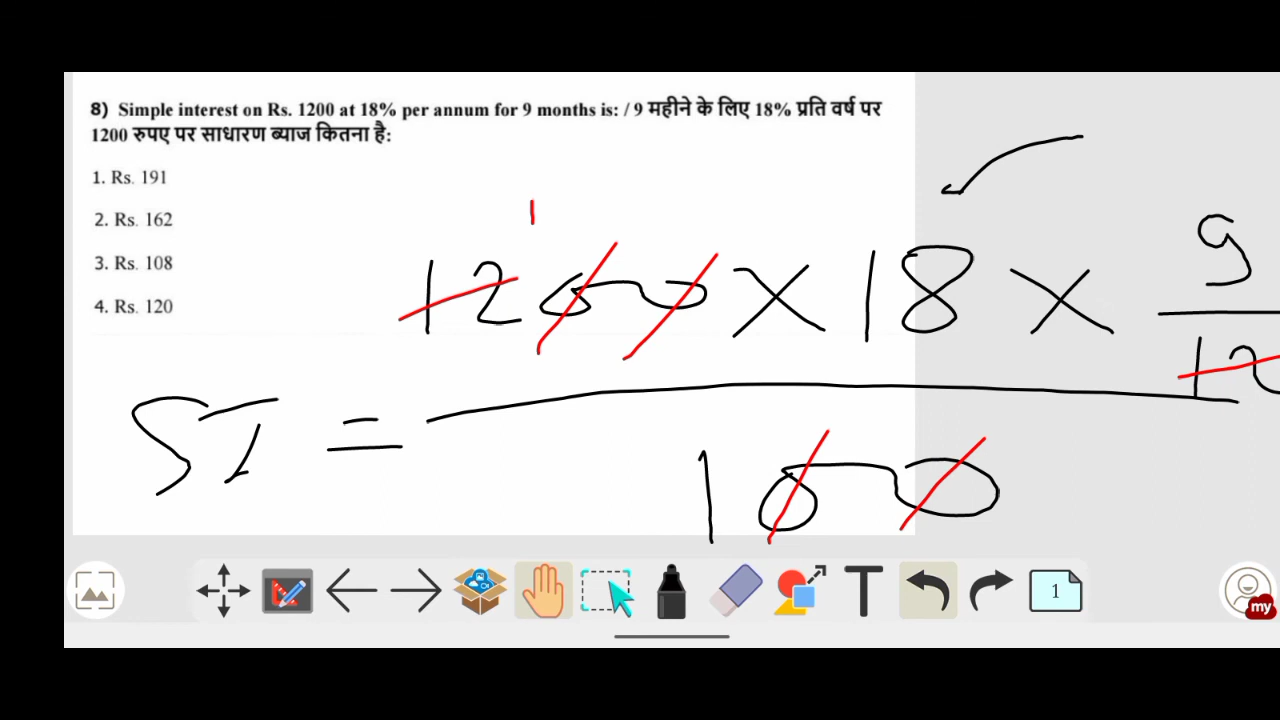 8) Simple interest on Rs. 1200 at 18% per annum for 9 months is: / 9 महीने के लिए 18% प्रति वर्ष पर
1200 रुपए पर साधारण ब्याज कितना है:
1. Rs. 191
2. Rs. 162
3. Rs. 108
4. Rs. 120
1
1200 × 18 × 9
12
SI =
100
T
1
my